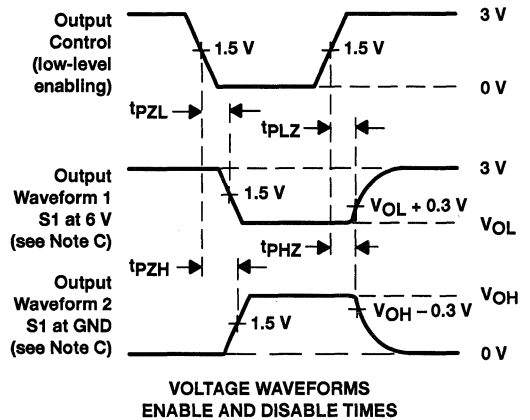 Output
Control
(low-level
enabling)
1.5 V
1.5 V
3 V
0 V
tPZL
tPLZ
Output
Waveform 1
S1 at 6 V
(see Note C)
1.5 V
3 V
VOL + 0.3 V
VOL
tPZH
tPHZ
Output
Waveform 2
S1 at GND
(see Note C)
1.5 V
VOH
VOH – 0.3 V
0 V
VOLTAGE WAVEFORMS
ENABLE AND DISABLE TIMES